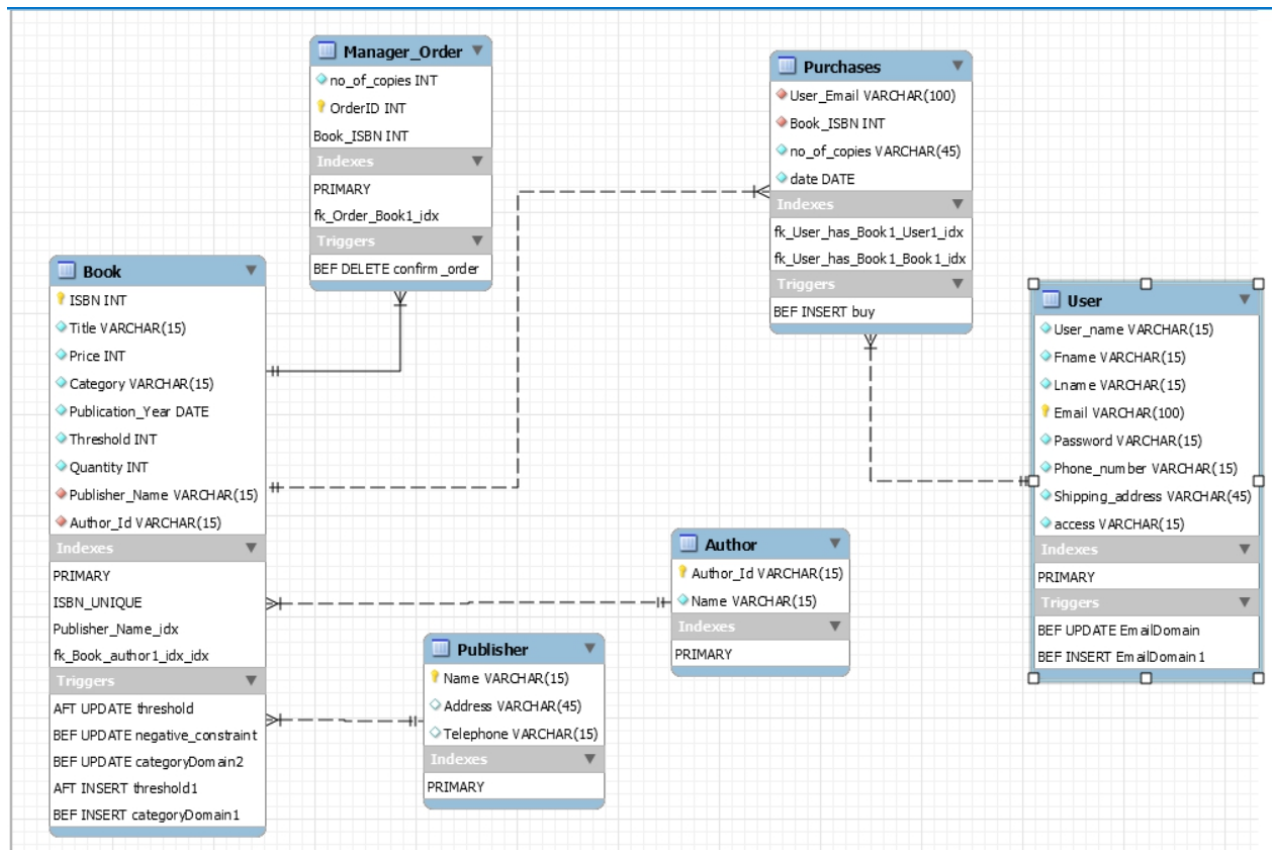 Manager_Order
no_of_copies INT
OrderID INT
Book_ISBN INT
Indexes
PRIMARY
fk_Order_Book1_idx
Triggers
BEF DELETE confirm _order
Purchases
User_Email VARCHAR(100)
Book_ISBN INT
no_of_copies VARCHAR(45)
date DATE
Indexes
fk_User_has_Book1_User1_idx
fk_User_has_Book1_Book1_idx
Triggers
BEF INSERT buy
Book
ISBN INT
Title VARCHAR(15)
Price INT
Category VARCHAR(15)
Publication_Year DATE
Threshold INT
Quantity INT
Publisher_Name VARCHAR(15)
Author_Id VARCHAR(15)
Indexes
PRIMARY
ISBN_UNIQUE
Publisher_Name_idx
fk_Book_author1_idx_idx
Triggers
AFT UPDATE threshold
BEF UPDATE negative_constraint
BEF UPDATE categoryDomain2
AFT INSERT threshold1
BEF INSERT categoryDomain1
User
User_name VARCHAR(15)
Fname VARCHAR(15)
Lname VARCHAR(15)
Email VARCHAR(100)
Password VARCHAR(15)
Phone_number VARCHAR(15)
Shipping_address VARCHAR(45)
access VARCHAR(15)
Indexes
PRIMARY
Triggers
BEF UPDATE EmailDomain
BEF INSERT EmailDomain1
Author
Author_Id VARCHAR(15)
Name VARCHAR(15)
Indexes
PRIMARY
Publisher
Name VARCHAR(15)
Address VARCHAR(45)
Telephone VARCHAR(15)
Indexes
PRIMARY